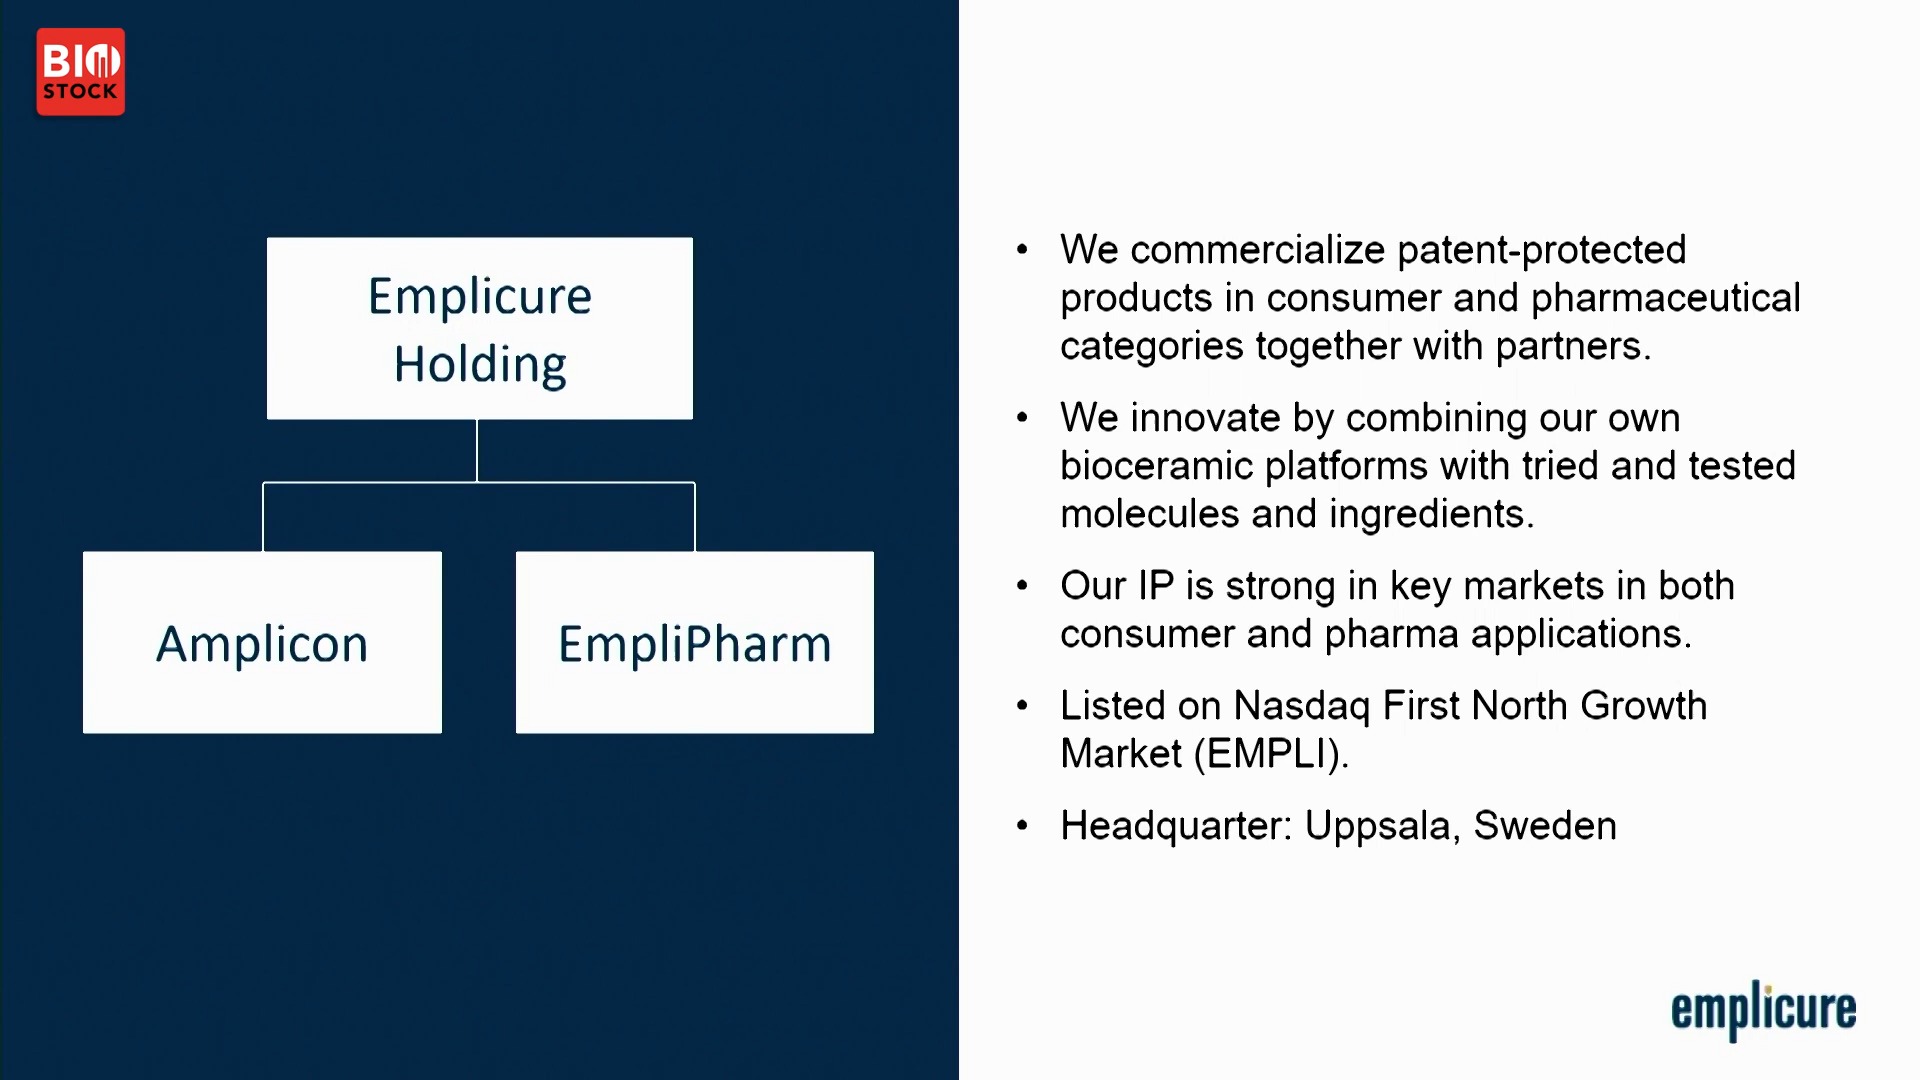 BIO
STOCK
Emplicure
Holding
Amplicon
EmpliPharm
• We commercialize patent-protected
products in consumer and pharmaceutical
categories together with partners.
• We innovate by combining our own
bioceramic platforms with tried and tested
molecules and ingredients.
• Our IP is strong in key markets in both
consumer and pharma applications.
• Listed on Nasdaq First North Growth
Market (EMPLI).
• Headquarter: Uppsala, Sweden
emplicure